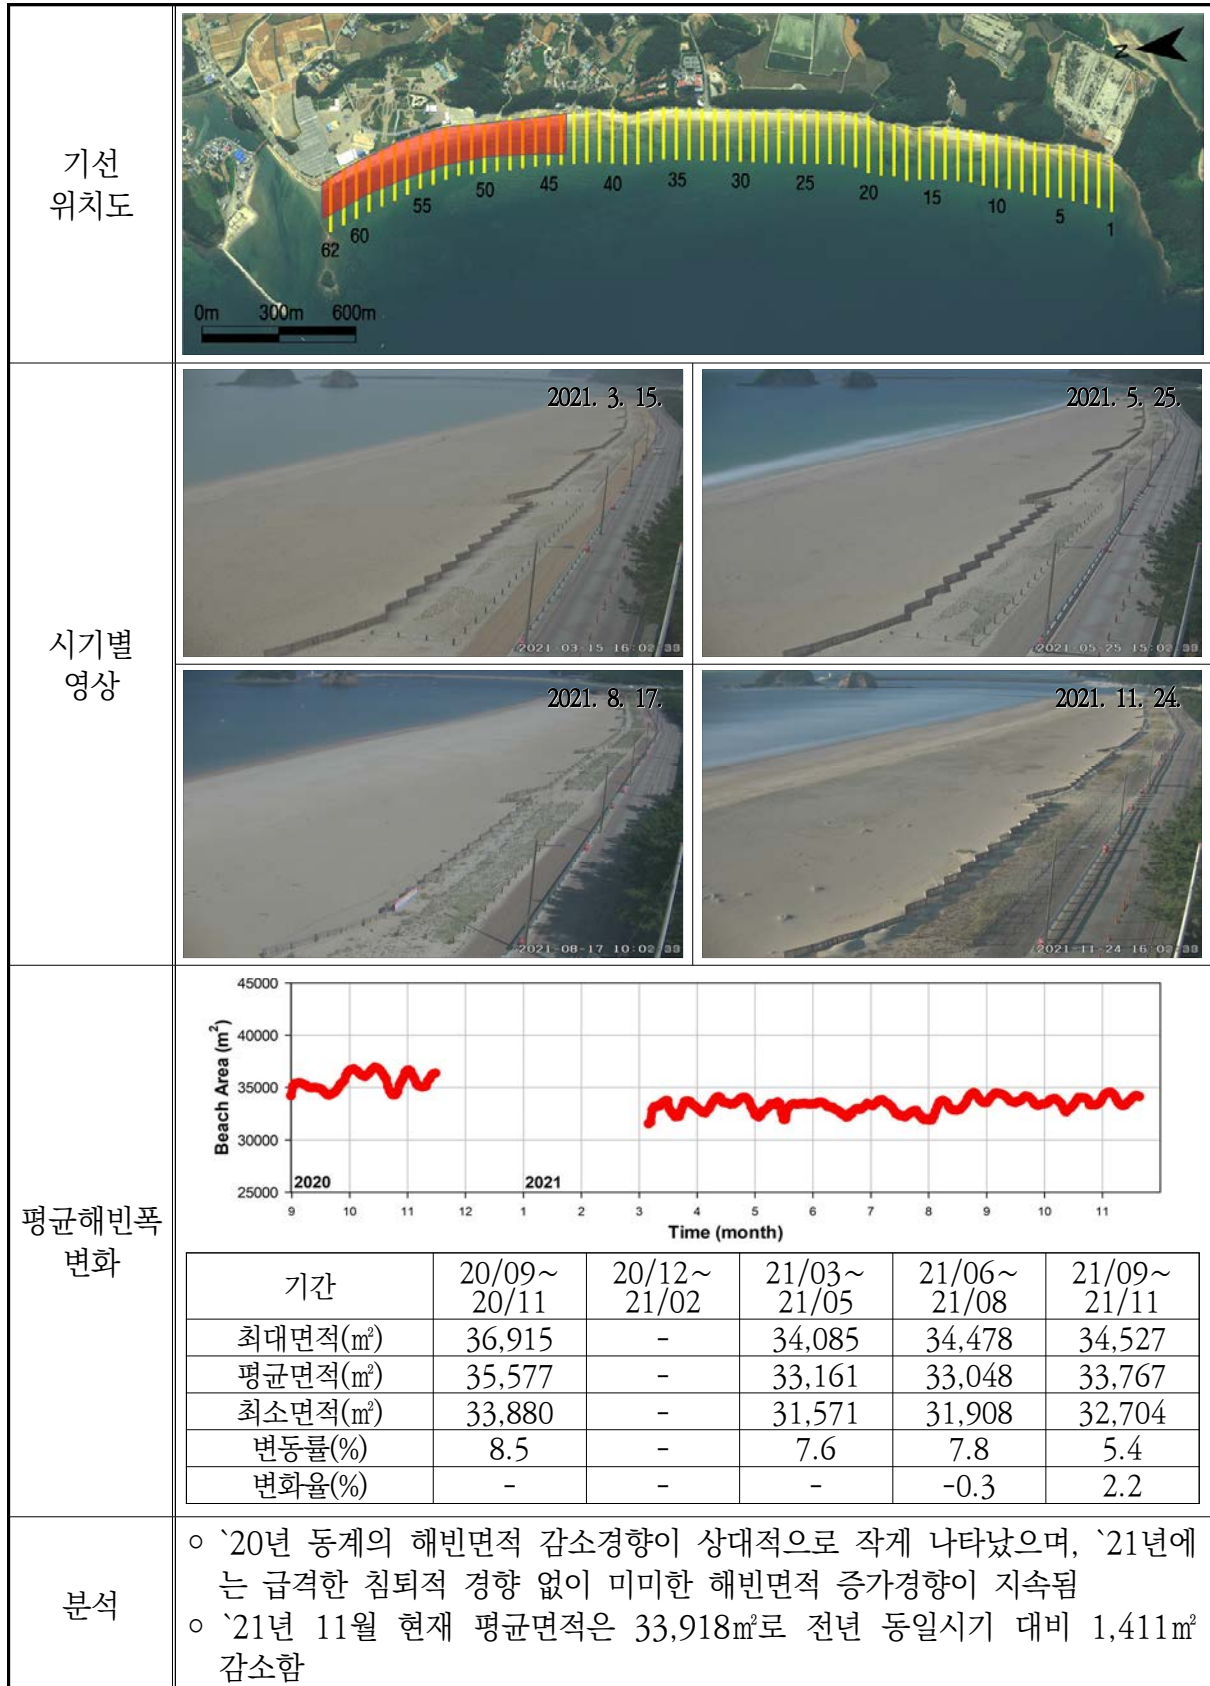 기선
위치도
N
62
60
55
50
45
40
35
30
25
20
15
10
5
1
0m 300m 600m
시기별
영상
2021. 3. 15.
2021-03-15 16:02:33
2021. 5. 25.
2021-05-25 15:02:33
2021. 8. 17.
2021-08-17 10:02:33
2021. 11. 24.
2021-11-24 16:02:33
평균해빈폭
변화
45000
40000
35000
30000
25000
Beach Area (m²)
2020 2021
9 10 11 12 1 2 3 4 5 6 7 8 9 10 11
Time (month)
기간 20/09~20/11 20/12~21/02 21/03~21/05 21/06~21/08 21/09~21/11
최대면적(㎡) 36,915 - 34,085 34,478 34,527
평균면적(㎡) 35,577 - 33,161 33,048 33,767
최소면적(㎡) 33,880 - 31,571 31,908 32,704
변동률(%) 8.5 - 7.6 7.8 5.4
변화율(%) - - - -0.3 2.2
분석
◦ `20년 동계의 해빈면적 감소경향이 상대적으로 작게 나타났으며, `21년에
는 급격한 침퇴적 경향 없이 미미한 해빈면적 증가경향이 지속됨
◦ `21년 11월 현재 평균면적은 33,918㎡로 전년 동일시기 대비 1,411㎡
감소함